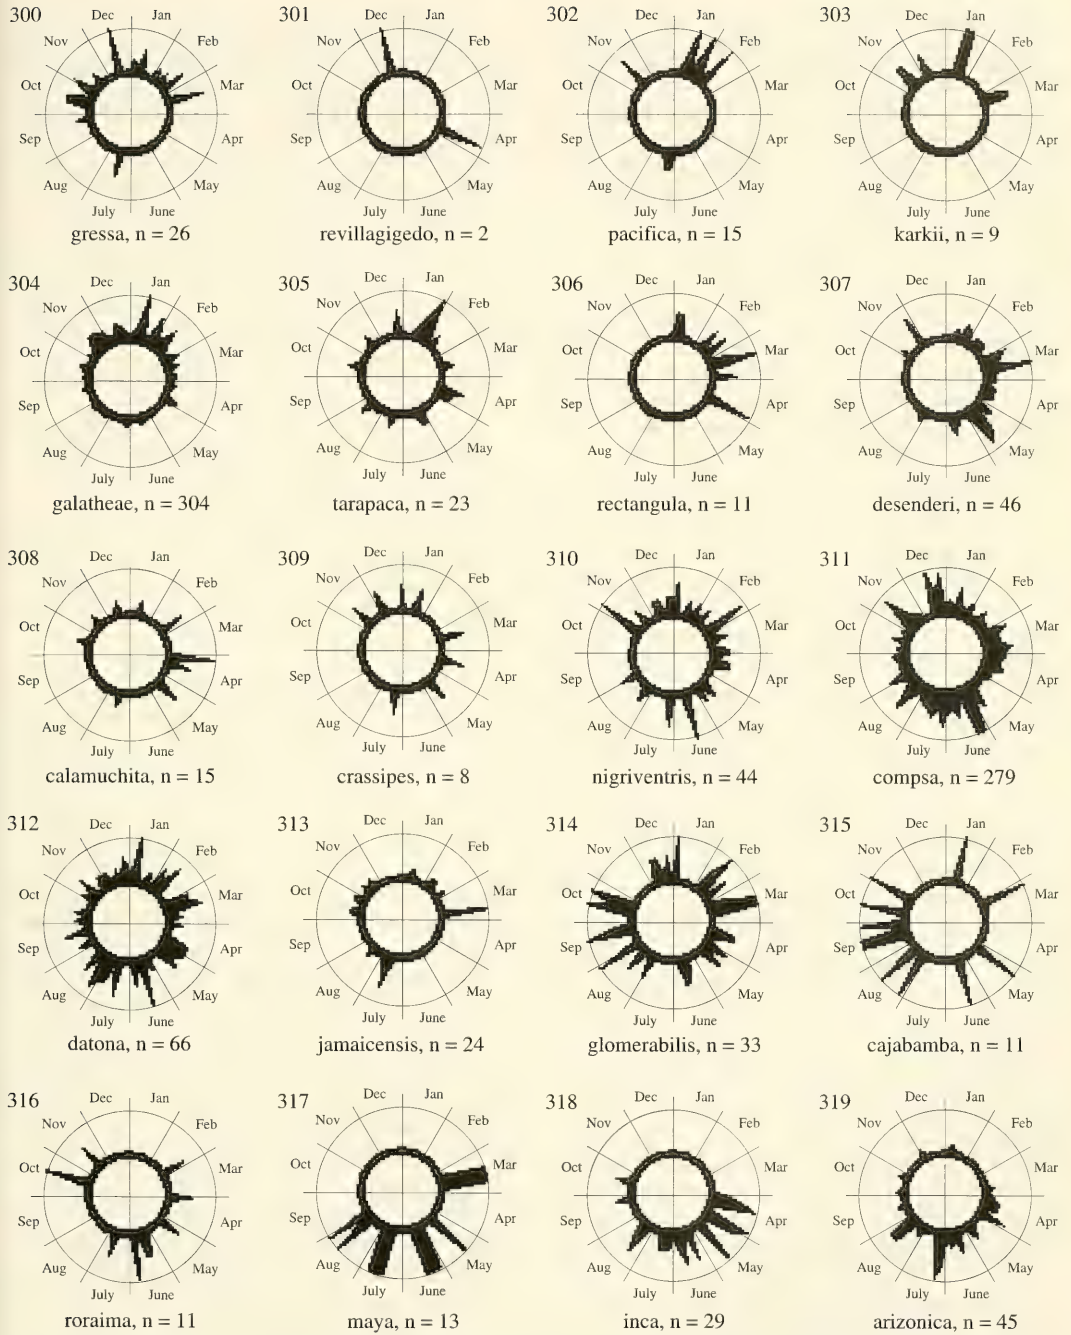 300
Dec Jan
Nov Feb
Oct Mar
Sep Apr
Aug May
July June
gressa, n = 26
301
Dec Jan
Nov Feb
Oct Mar
Sep Apr
Aug May
July June
revillagigedo, n = 2
302
Dec Jan
Nov Feb
Oct Mar
Sep Apr
Aug May
July June
pacifica, n = 15
303
Dec Jan
Nov Feb
Oct Mar
Sep Apr
Aug May
July June
karkii, n = 9
304
Dec Jan
Nov Feb
Oct Mar
Sep Apr
Aug May
July June
galatheae, n = 304
305
Dec Jan
Nov Feb
Oct Mar
Sep Apr
Aug May
July June
tarapaca, n = 23
306
Dec Jan
Nov Feb
Oct Mar
Sep Apr
Aug May
July June
rectangula, n = 11
307
Dec Jan
Nov Feb
Oct Mar
Sep Apr
Aug May
July June
desenderi, n = 46
308
Dec Jan
Nov Feb
Oct Mar
Sep Apr
Aug May
July June
calamuchita, n = 15
309
Dec Jan
Nov Feb
Oct Mar
Sep Apr
Aug May
July June
crassipes, n = 8
310
Dec Jan
Nov Feb
Oct Mar
Sep Apr
Aug May
July June
nigriventris, n = 44
311
Dec Jan
Nov Feb
Oct Mar
Sep Apr
Aug May
July June
compsa, n = 279
312
Dec Jan
Nov Feb
Oct Mar
Sep Apr
Aug May
July June
datona, n = 66
313
Dec Jan
Nov Feb
Oct Mar
Sep Apr
Aug May
July June
jamaicensis, n = 24
314
Dec Jan
Nov Feb
Oct Mar
Sep Apr
Aug May
July June
glomerabilis, n = 33
315
Dec Jan
Nov Feb
Oct Mar
Sep Apr
Aug May
July June
cajabamba, n = 11
316
Dec Jan
Nov Feb
Oct Mar
Sep Apr
Aug May
July June
roraima, n = 11
317
Dec Jan
Nov Feb
Oct Mar
Sep Apr
Aug May
July June
maya, n = 13
318
Dec Jan
Nov Feb
Oct Mar
Sep Apr
Aug May
July June
inca, n = 29
319
Dec Jan
Nov Feb
Oct Mar
Sep Apr
Aug May
July June
arizonica, n = 45